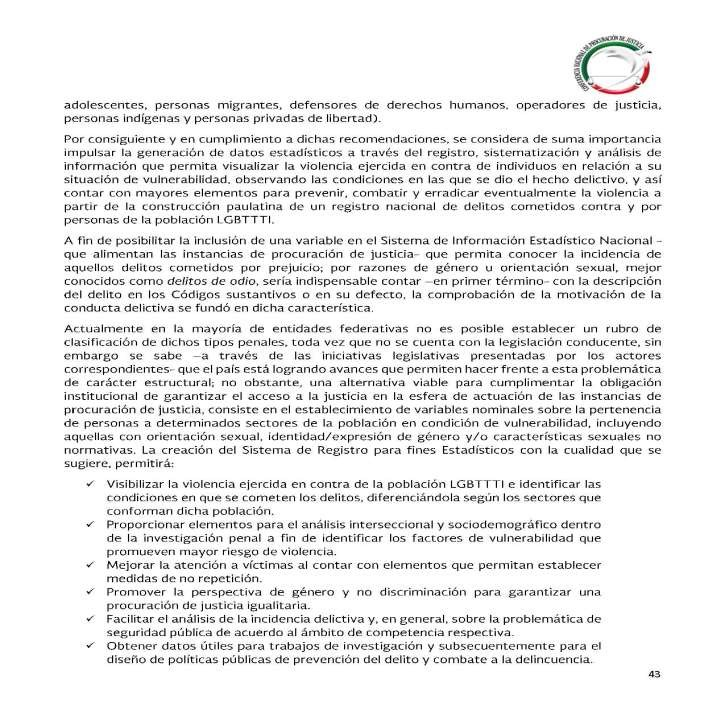 CONFERENCIA NACIONAL DE PROCURACIÓN DE JUSTICIA
adolescentes, personas migrantes, defensores de derechos humanos, operadores de justicia,
personas indígenas y personas privadas de libertad).
Por consiguiente y en cumplimiento a dichas recomendaciones, se considera de suma importancia
impulsar la generación de datos estadísticos a través del registro, sistematización y análisis de
información que permita visualizar la violencia ejercida en contra de individuos en relación a su
situación de vulnerabilidad, observando las condiciones en las que se dio el hecho delictivo, y así
contar con mayores elementos para prevenir, combatir y erradicar eventualmente la violencia a
partir de la construcción paulatina de un registro nacional de delitos cometidos contra y por
personas de la población LGBTTTI.
A fin de posibilitar la inclusión de una variable en el Sistema de Información Estadístico Nacional -
que alimentan las instancias de procuración de justicia- que permita conocer la incidencia de
aquellos delitos cometidos por prejuicio; por razones de género u orientación sexual, mejor
conocidos como delitos de odio, sería indispensable contar –en primer término- con la descripción
del delito en los Códigos sustantivos o en su defecto, la comprobación de la motivación de la
conducta delictiva se fundó en dicha característica.
Actualmente en la mayoría de entidades federativas no es posible establecer un rubro de
clasificación de dichos tipos penales, toda vez que no se cuenta con la legislación conducente, sin
embargo se sabe –a través de las iniciativas legislativas presentadas por los actores
correspondientes- que el país está logrando avances que permiten hacer frente a esta problemática
de carácter estructural; no obstante, una alternativa viable para cumplimentar la obligación
institucional de garantizar el acceso a la justicia en la esfera de actuación de las instancias de
procuración de justicia, consiste en el establecimiento de variables nominales sobre la pertenencia
de personas a determinados sectores de la población en condición de vulnerabilidad, incluyendo
aquellas con orientación sexual, identidad/expresión de género y/o características sexuales no
normativas. La creación del Sistema de Registro para fines Estadísticos con la cualidad que se
sugiere, permitirá:
✓ Visibilizar la violencia ejercida en contra de la población LGBTTTI e identificar las
condiciones en que se cometen los delitos, diferenciándola según los sectores que
conforman dicha población.
✓ Proporcionar elementos para el análisis interseccional y sociodemográfico dentro
de la investigación penal a fin de identificar los factores de vulnerabilidad que
promueven mayor riesgo de violencia.
✓ Mejorar la atención a víctimas al contar con elementos que permitan establecer
medidas de no repetición.
✓ Promover la perspectiva de género y no discriminación para garantizar una
procuración de justicia igualitaria.
✓ Facilitar el análisis de la incidencia delictiva y, en general, sobre la problemática de
seguridad pública de acuerdo al ámbito de competencia respectiva.
✓ Obtener datos útiles para trabajos de investigación y subsecuentemente para el
diseño de políticas públicas de prevención del delito y combate a la delincuencia.
43